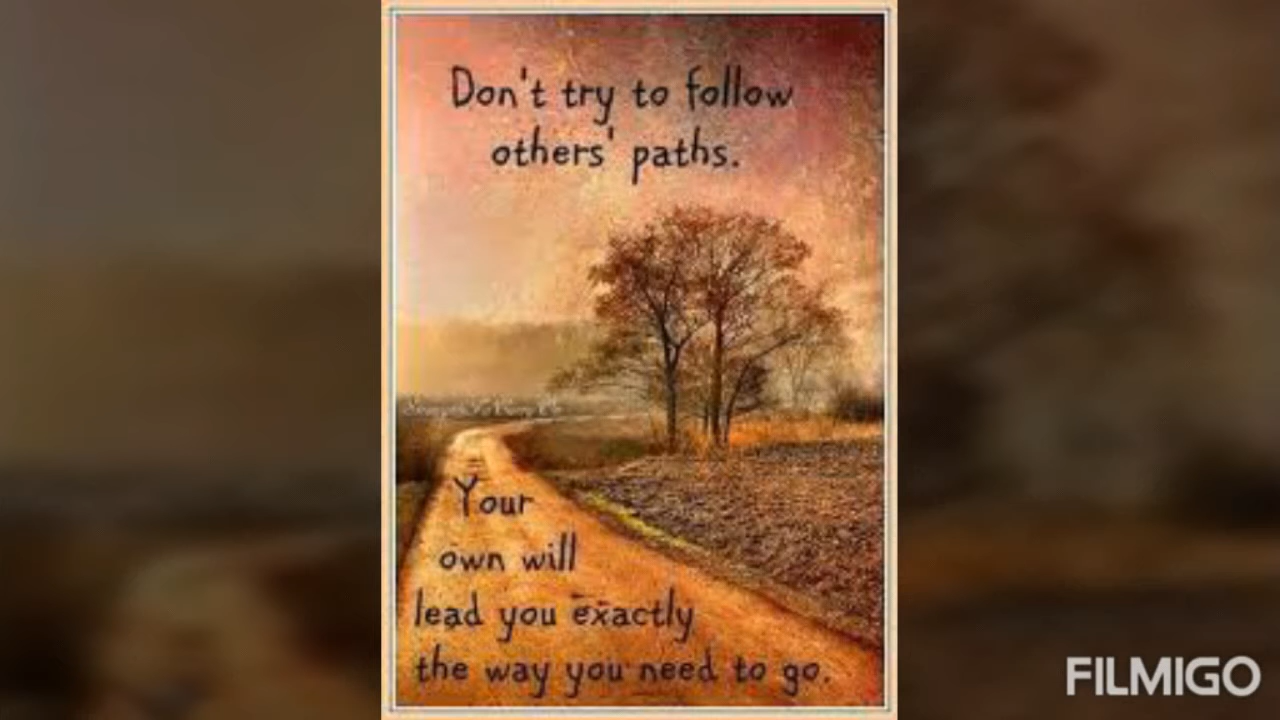 Don't try to follow
others' paths.
Your
own will
lead you exactly
the way you need to go.
FILMIGO